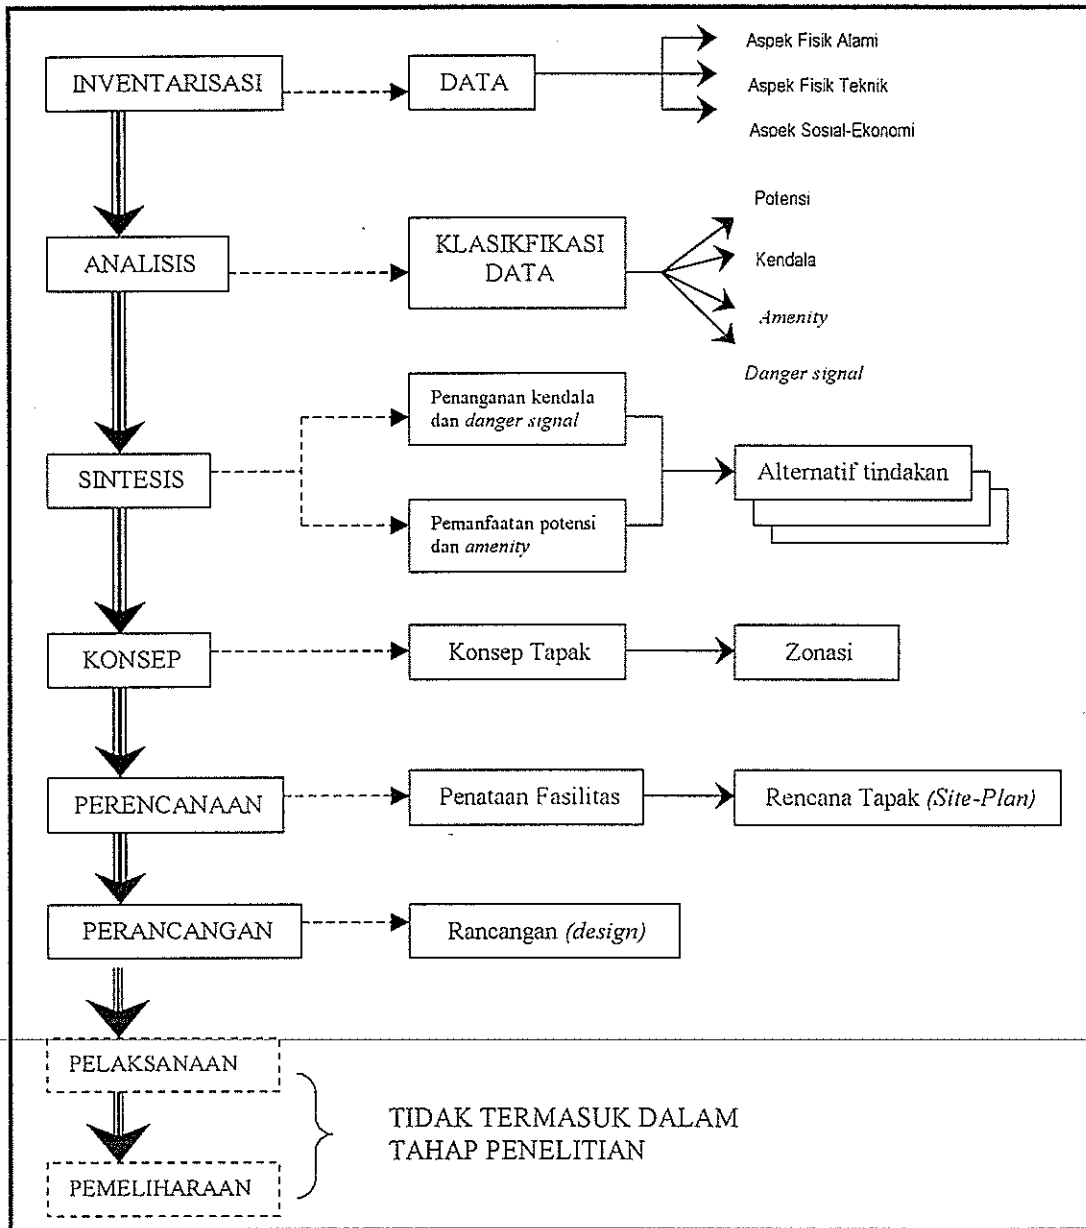 INVENTARISASI
DATA
Aspek Fisik Alami
Aspek Fisik Teknik
Aspek Sosial-Ekonomi
ANALISIS
KLASIKFIKASI
DATA
Potensi
Kendala
Amenity
Danger signal
SINTESIS
Penanganan kendala
dan danger signal
Pemanfaatan potensi
dan amenity
Alternatif tindakan
KONSEP
Konsep Tapak
Zonasi
PERENCANAAN
Penataan Fasilitas
Rencana Tapak (Site-Plan)
PERANCANGAN
Rancangan (design)
PELAKSANAAN
PEMELIHARAAN
TIDAK TERMASUK DALAM
TAHAP PENELITIAN